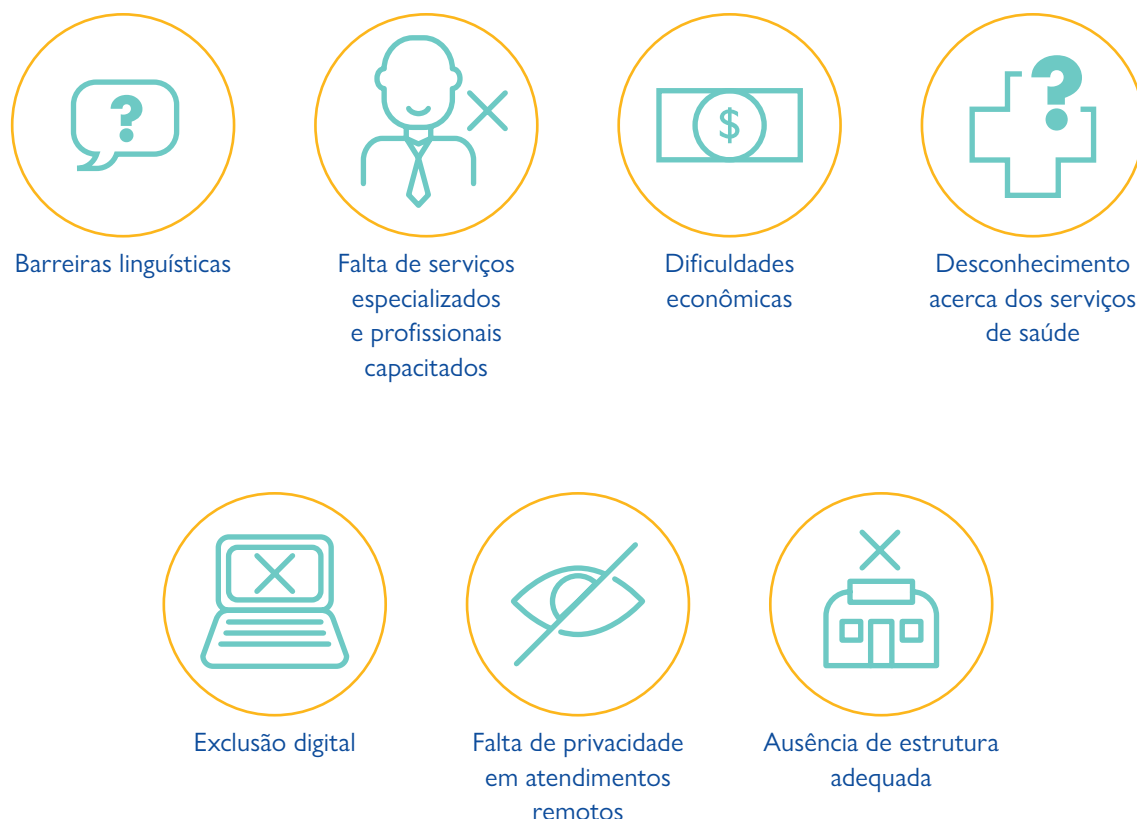 ?
$
?
Barreiras linguísticas
Falta de serviços
especializados
e profissionais
capacitados
Dificuldades
econômicas
Desconhecimento
acerca dos serviços
de saúde
Exclusão digital
Falta de privacidade
em atendimentos
remotos
Ausência de estrutura
adequada